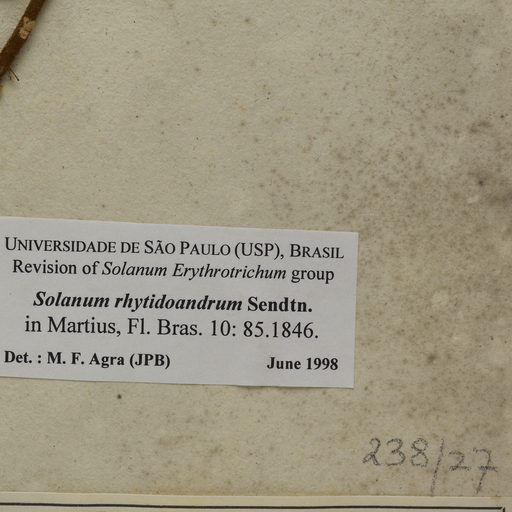 UNIVERSIDADE DE SÃO PAULO (USP), BRASIL
Revision of Solanum Erythrotrichum group
Solanum rhytidoandrum Sendtn.
in Martius, Fl. Bras. 10: 85.1846.
Det. : M. F. Agra (JPB) June 1998
238/27